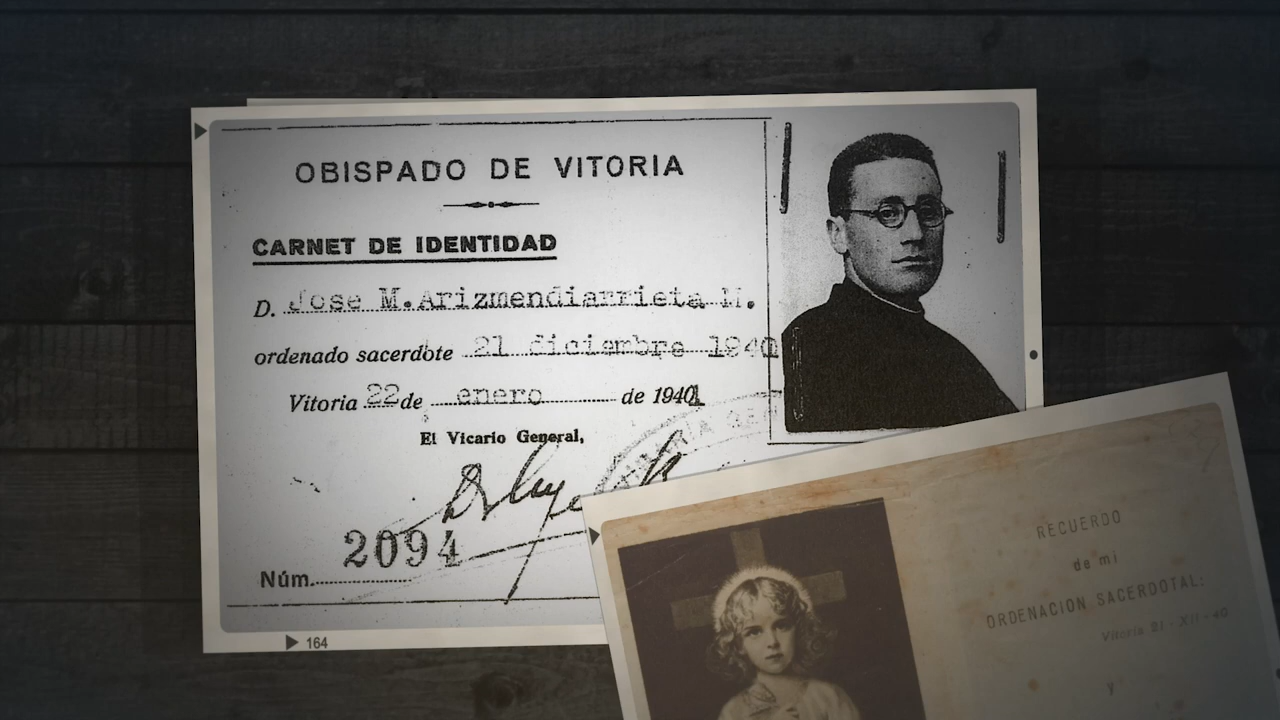 OBISPADO DE VITORIA
CARNET DE IDENTIDAD
D. Jose M. Arizmendiarrieta M.
ordenado sacerdote 21 diciembre 1940
Vitoria 22 de enero de 1941
El Vicario General,
2094
Núm.
164
RECUERDO
de mi
ORDENACION SACERDOTAL:
Vitoria 21 - XII - 40
Y